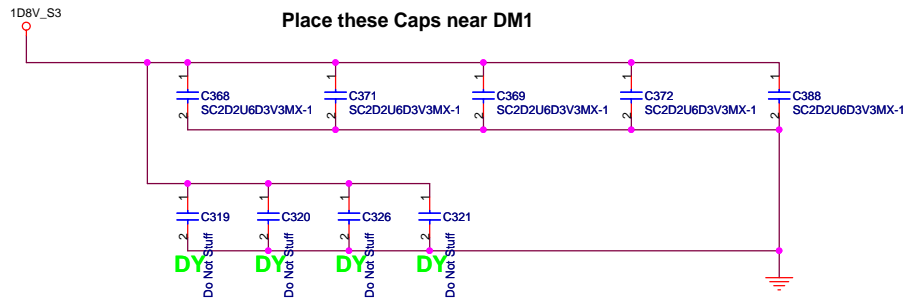 1D8V_S3
Place these Caps near DM1
1
C368
SC2D2U6D3V3MX-1
2
1
C371
SC2D2U6D3V3MX-1
2
1
C369
SC2D2U6D3V3MX-1
2
1
C372
SC2D2U6D3V3MX-1
2
1
C388
SC2D2U6D3V3MX-1
2
1
C319
2
DY
Do Not Stuff
1
C320
2
DY
Do Not Stuff
1
C326
2
DY
Do Not Stuff
1
C321
2
DY
Do Not Stuff